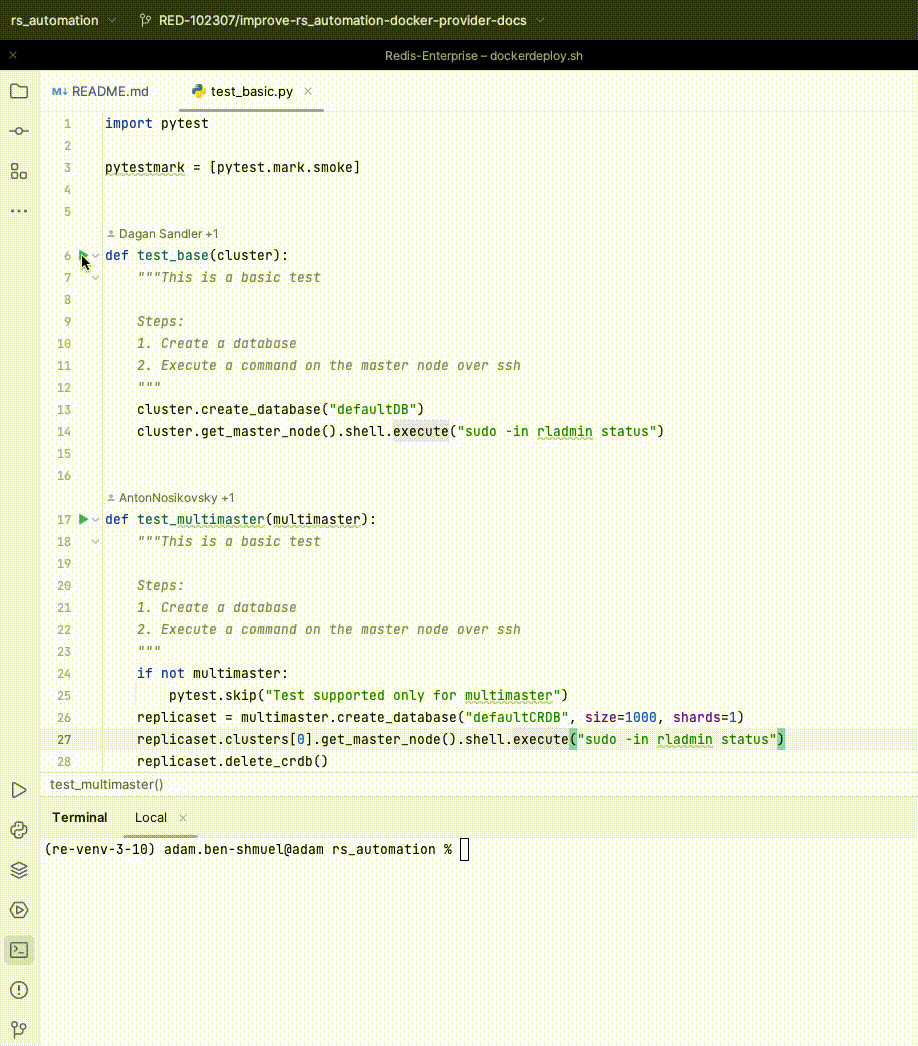 rs_automation RED-102307/improve-rs_automation-docker-provider-docs
Redis-Enterprise – dockerdeploy.sh
README.md test_basic.py
1 import pytest
2
3 pytestmark = [pytest.mark.smoke]
4
5
Dagan Sandler +1
6 def test_base(cluster):
7 """This is a basic test
8
9 Steps:
10 1. Create a database
11 2. Execute a command on the master node over ssh
12 """
13 cluster.create_database("defaultDB")
14 cluster.get_master_node().shell.execute("sudo -in rladmin status")
15
16
AntonNosikovsky +1
17 def test_multimaster(multimaster):
18 """This is a basic test
19
20 Steps:
21 1. Create a database
22 2. Execute a command on the master node over ssh
23 """
24 if not multimaster:
25 pytest.skip("Test supported only for multimaster")
26 replicaset = multimaster.create_database("defaultCRDB", size=1000, shards=1)
27 replicaset.clusters[0].get_master_node().shell.execute("sudo -in rladmin status")
28 replicaset.delete_crdb()
test_multimaster()
Terminal Local
(re-venv-3-10) adam.ben-shmuel@adam rs_automation %